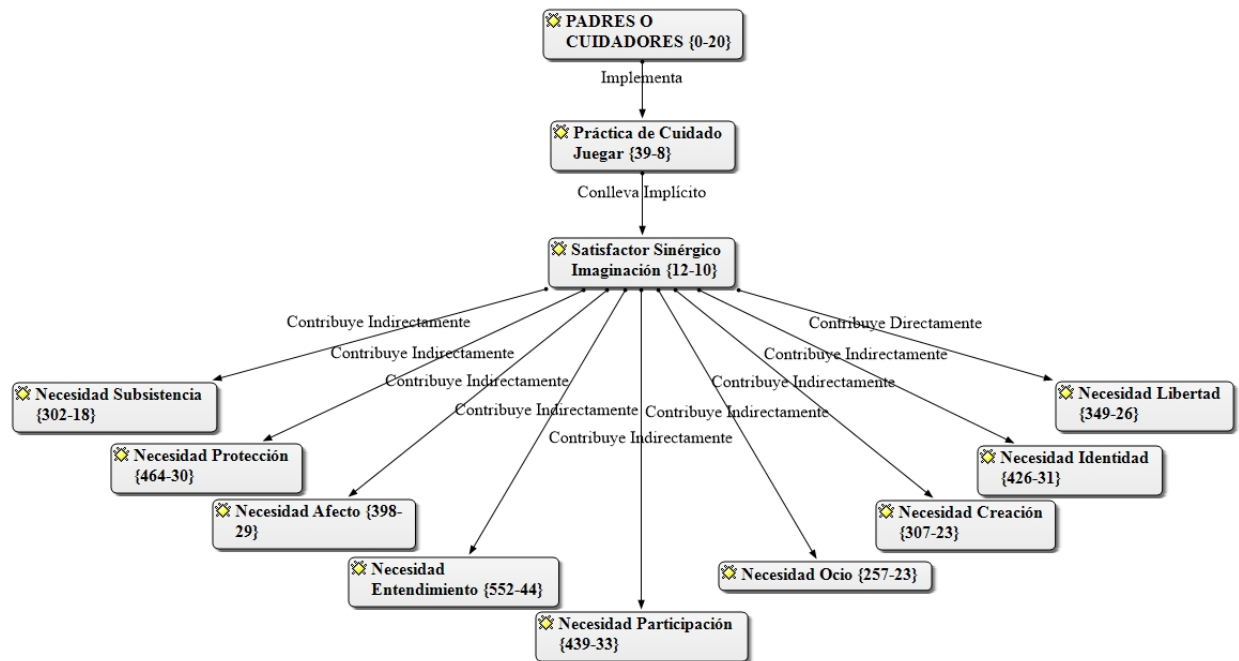 PADRES O
CUIDADORES {0-20}
Implementa
Práctica de Cuidado
Juegar {39-8}
Conlleva Implícito
Satisfactor Sinérgico
Imaginación {12-10}
Contribuye Indirectamente
Contribuye Directamente
Contribuye Indirectamente
Contribuye Indirectamente
Contribuye Indirectamente
Contribuye Indirectamente
Contribuye Indirectamente
Contribuye Indirectamente
Contribuye Indirectamente
Necesidad Subsistencia
{302-18}
Necesidad Libertad
{349-26}
Necesidad Protección
{464-30}
Necesidad Identidad
{426-31}
Necesidad Afecto {398-
29}
Necesidad Creación
{307-23}
Necesidad
Entendimiento {552-44}
Necesidad Ocio {257-23}
Necesidad Participación
{439-33}